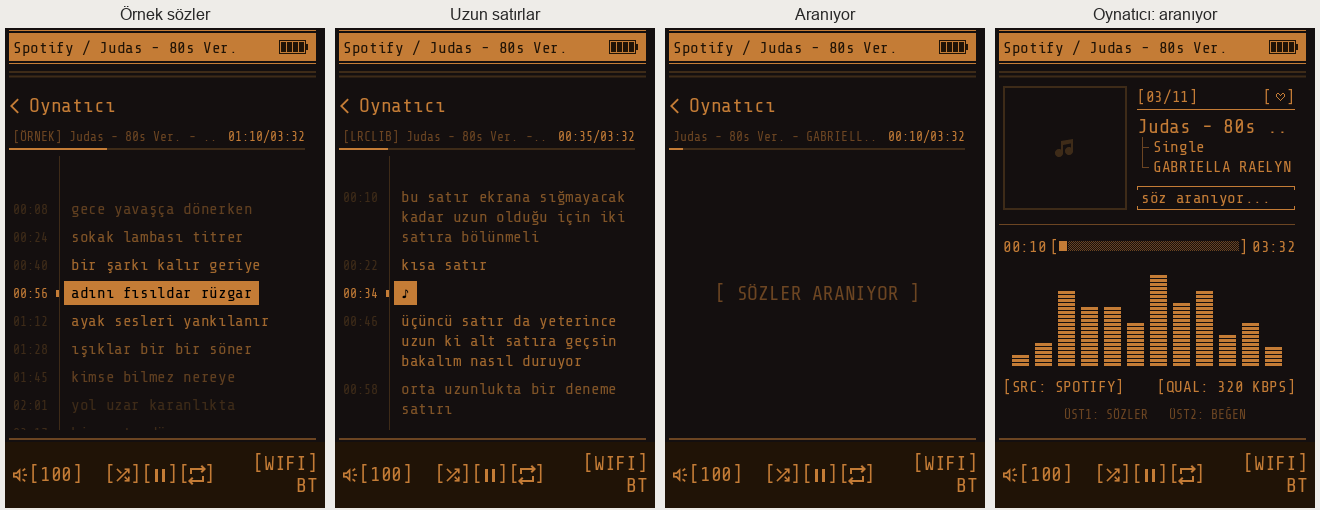 Örnek sözler
Spotify / Judas - 80s Ver.
Oynatıcı
[ÖRNEK] Judas - 80s Ver. - .. 01:10/03:32
00:08 gece yavaşça dönerken
00:24 sokak lambası titrer
00:40 bir şarkı kalır geriye
00:56 adını fısıldar rüzgar
01:12 ayak sesleri yankılanır
01:28 ışıklar bir bir söner
01:45 kimse bilmez nereye
02:01 yol uzar karanlıkta
[100]
[WIFI]
BT
Uzun satırlar
Spotify / Judas - 80s Ver.
Oynatıcı
[LRCLIB] Judas - 80s Ver. -.. 00:35/03:32
00:10 bu satır ekrana sığmayacak
kadar uzun olduğu için iki
satıra bölünmeli
00:22 kısa satır
00:34 ♪
00:46 üçüncü satır da yeterince
uzun ki alt satıra geçsin
bakalım nasıl duruyor
00:58 orta uzunlukta bir deneme
satırı
[100]
[WIFI]
BT
Aranıyor
Spotify / Judas - 80s Ver.
Oynatıcı
Judas - 80s Ver. - GABRIELL.. 00:10/03:32
[ SÖZLER ARANIYOR ]
[100]
[WIFI]
BT
Oynatıcı: aranıyor
Spotify / Judas - 80s Ver.
[03/11] [♡]
Judas - 80s ..
Single
GABRIELLA RAELYN
söz aranıyor...
00:10 [ ] 03:32
[SRC: SPOTIFY] [QUAL: 320 KBPS]
ÜST1: SÖZLER ÜST2: BEĞEN
[100]
[WIFI]
BT